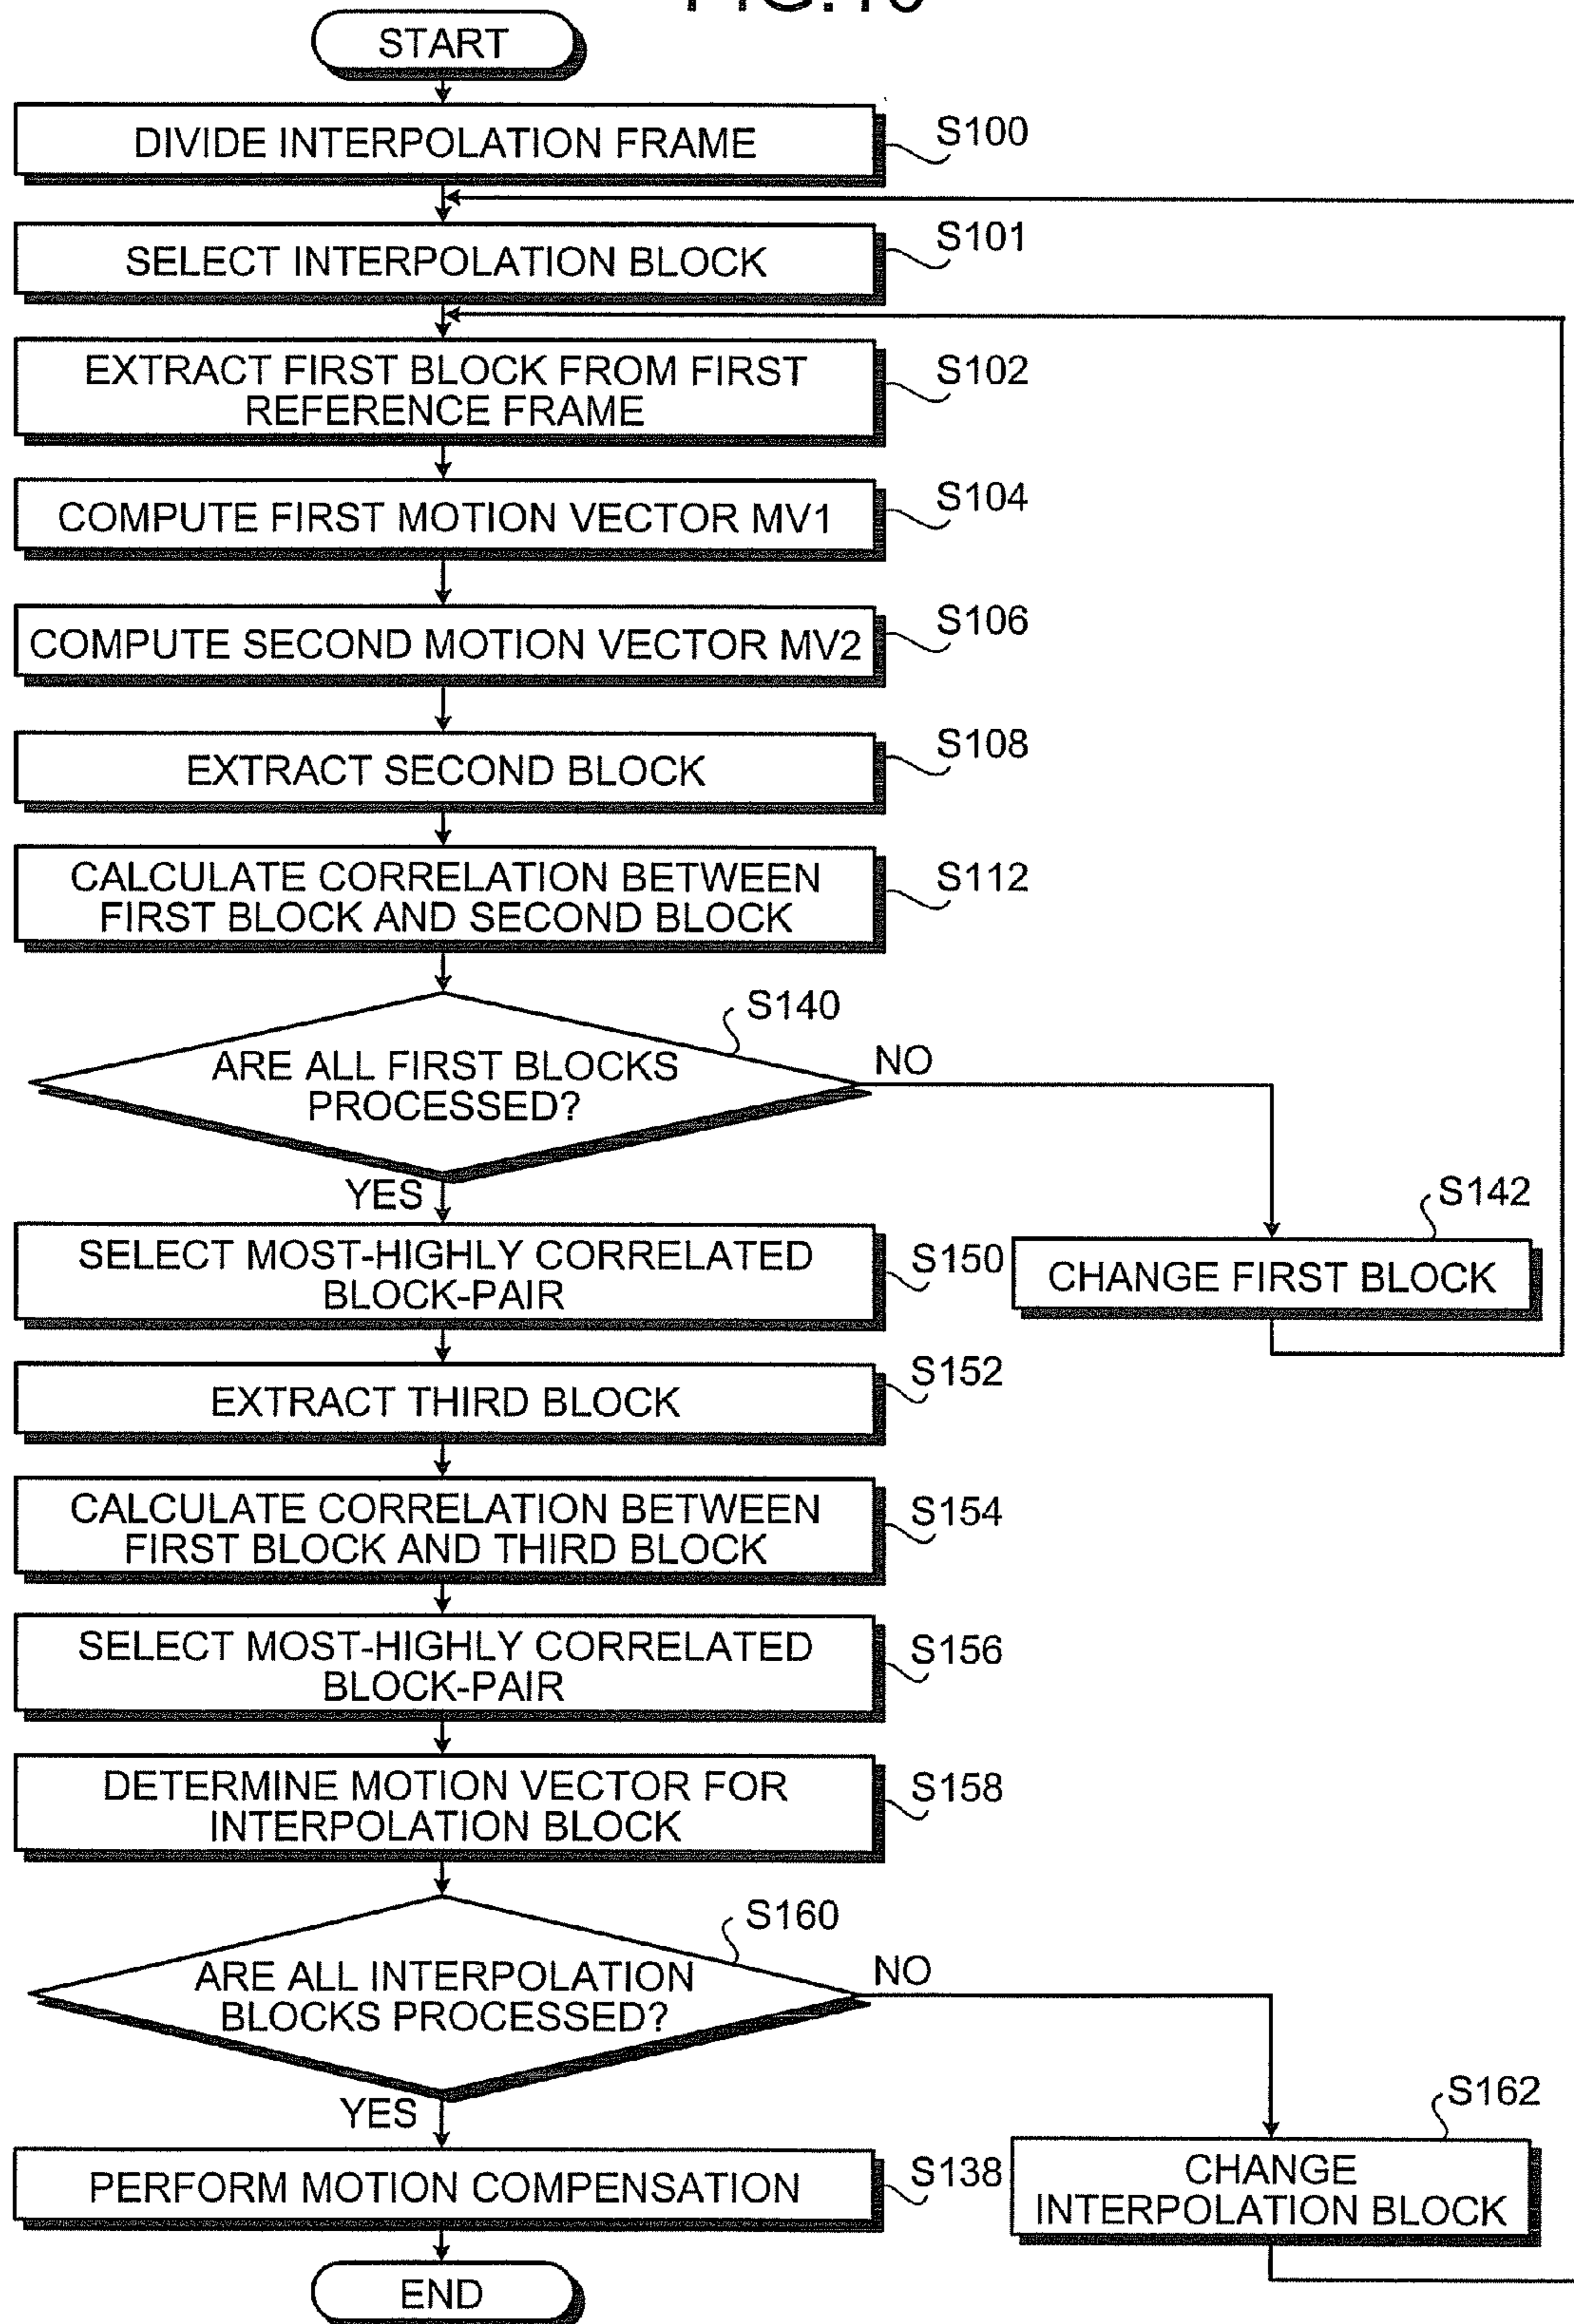 START
DIVIDE INTERPOLATION FRAME
S100
SELECT INTERPOLATION BLOCK
S101
EXTRACT FIRST BLOCK FROM FIRST
REFERENCE FRAME
S102
COMPUTE FIRST MOTION VECTOR MV1
S104
COMPUTE SECOND MOTION VECTOR MV2
S106
EXTRACT SECOND BLOCK
S108
CALCULATE CORRELATION BETWEEN
FIRST BLOCK AND SECOND BLOCK
S112
S140
ARE ALL FIRST BLOCKS
PROCESSED?
NO
YES
S142
CHANGE FIRST BLOCK
SELECT MOST-HIGHLY CORRELATED
BLOCK-PAIR
S150
EXTRACT THIRD BLOCK
S152
CALCULATE CORRELATION BETWEEN
FIRST BLOCK AND THIRD BLOCK
S154
SELECT MOST-HIGHLY CORRELATED
BLOCK-PAIR
S156
DETERMINE MOTION VECTOR FOR
INTERPOLATION BLOCK
S158
S160
ARE ALL INTERPOLATION
BLOCKS PROCESSED?
NO
YES
S162
CHANGE
INTERPOLATION BLOCK
PERFORM MOTION COMPENSATION
S138
END